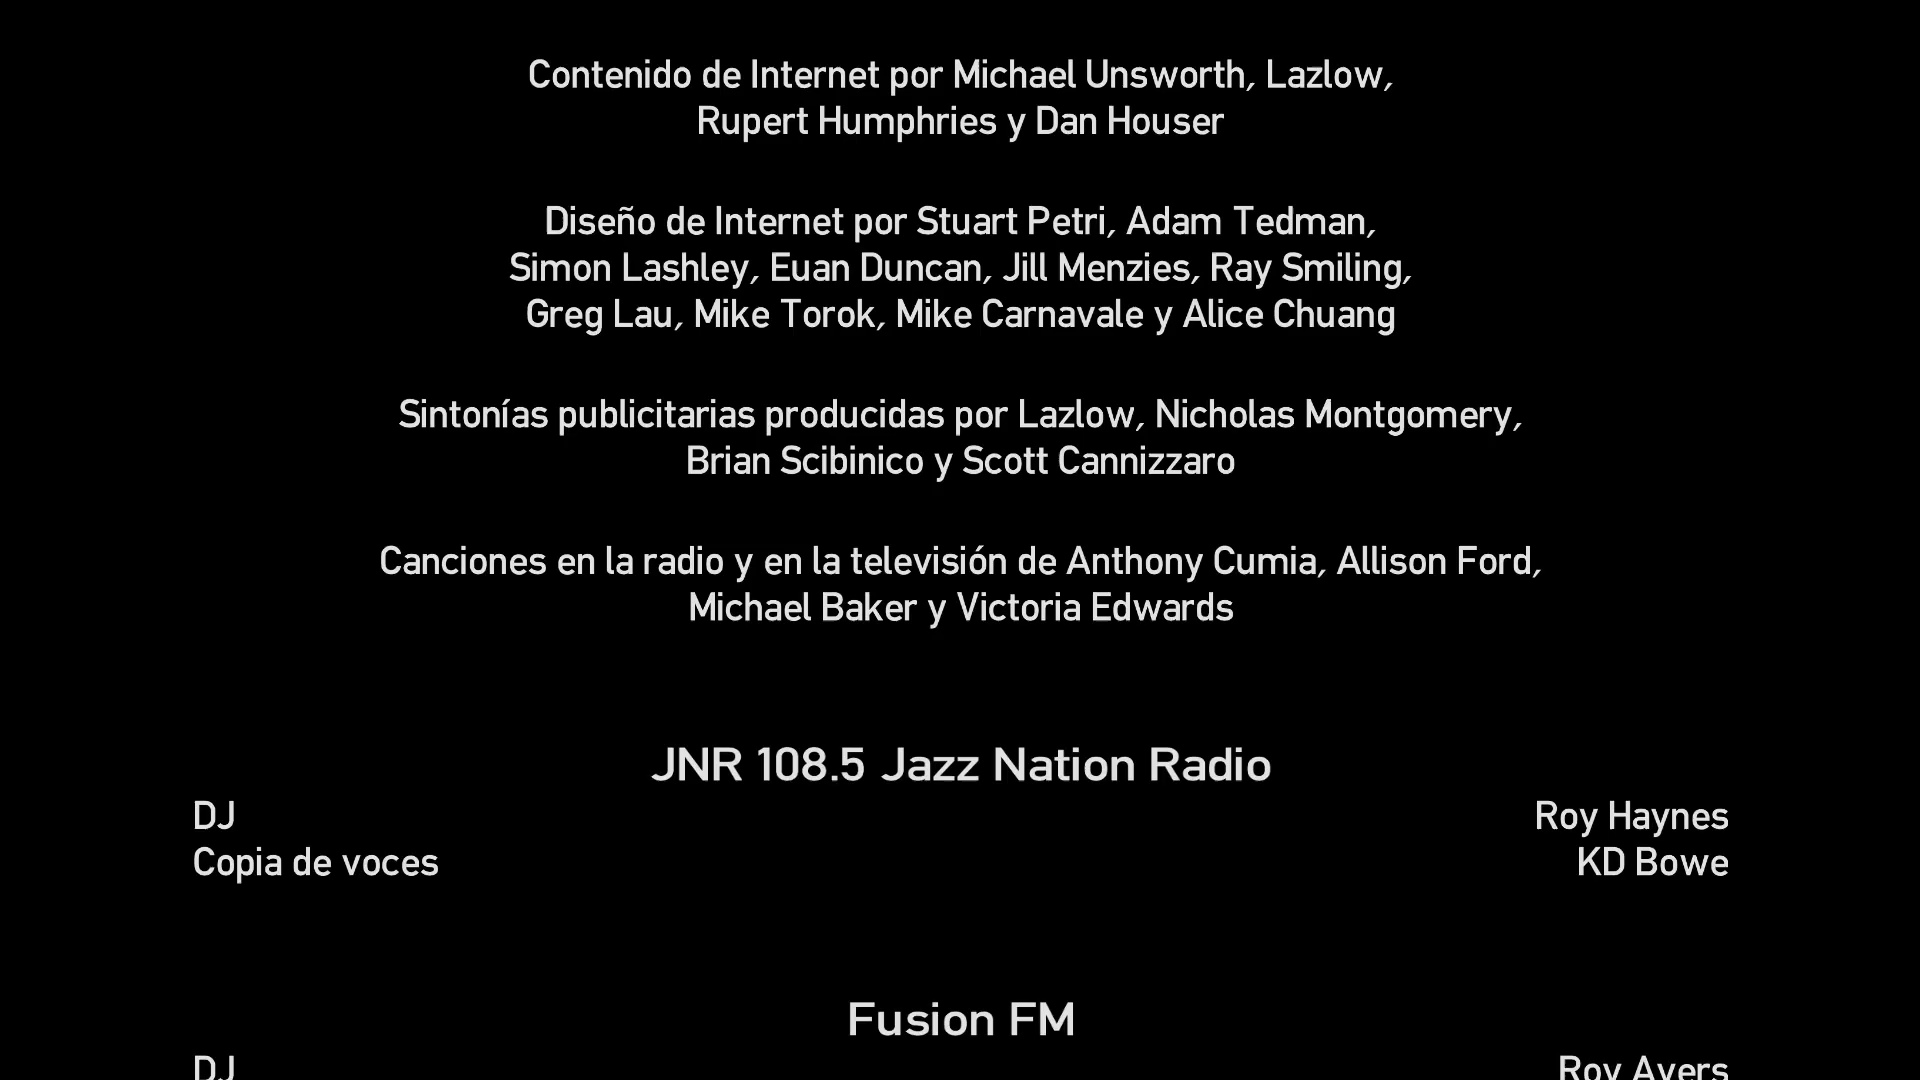 Contenido de Internet por Michael Unsworth, Lazlow,
Rupert Humphries y Dan Houser
Diseño de Internet por Stuart Petri, Adam Tedman,
Simon Lashley, Euan Duncan, Jill Menzies, Ray Smiling,
Greg Lau, Mike Torok, Mike Carnavale y Alice Chuang
Sintonías publicitarias producidas por Lazlow, Nicholas Montgomery,
Brian Scibinico y Scott Cannizzaro
Canciones en la radio y en la televisión de Anthony Cumia, Allison Ford,
Michael Baker y Victoria Edwards
JNR 108.5 Jazz Nation Radio
DJ Roy Haynes
Copia de voces KD Bowe
Fusion FM
DJ Roy Ayers